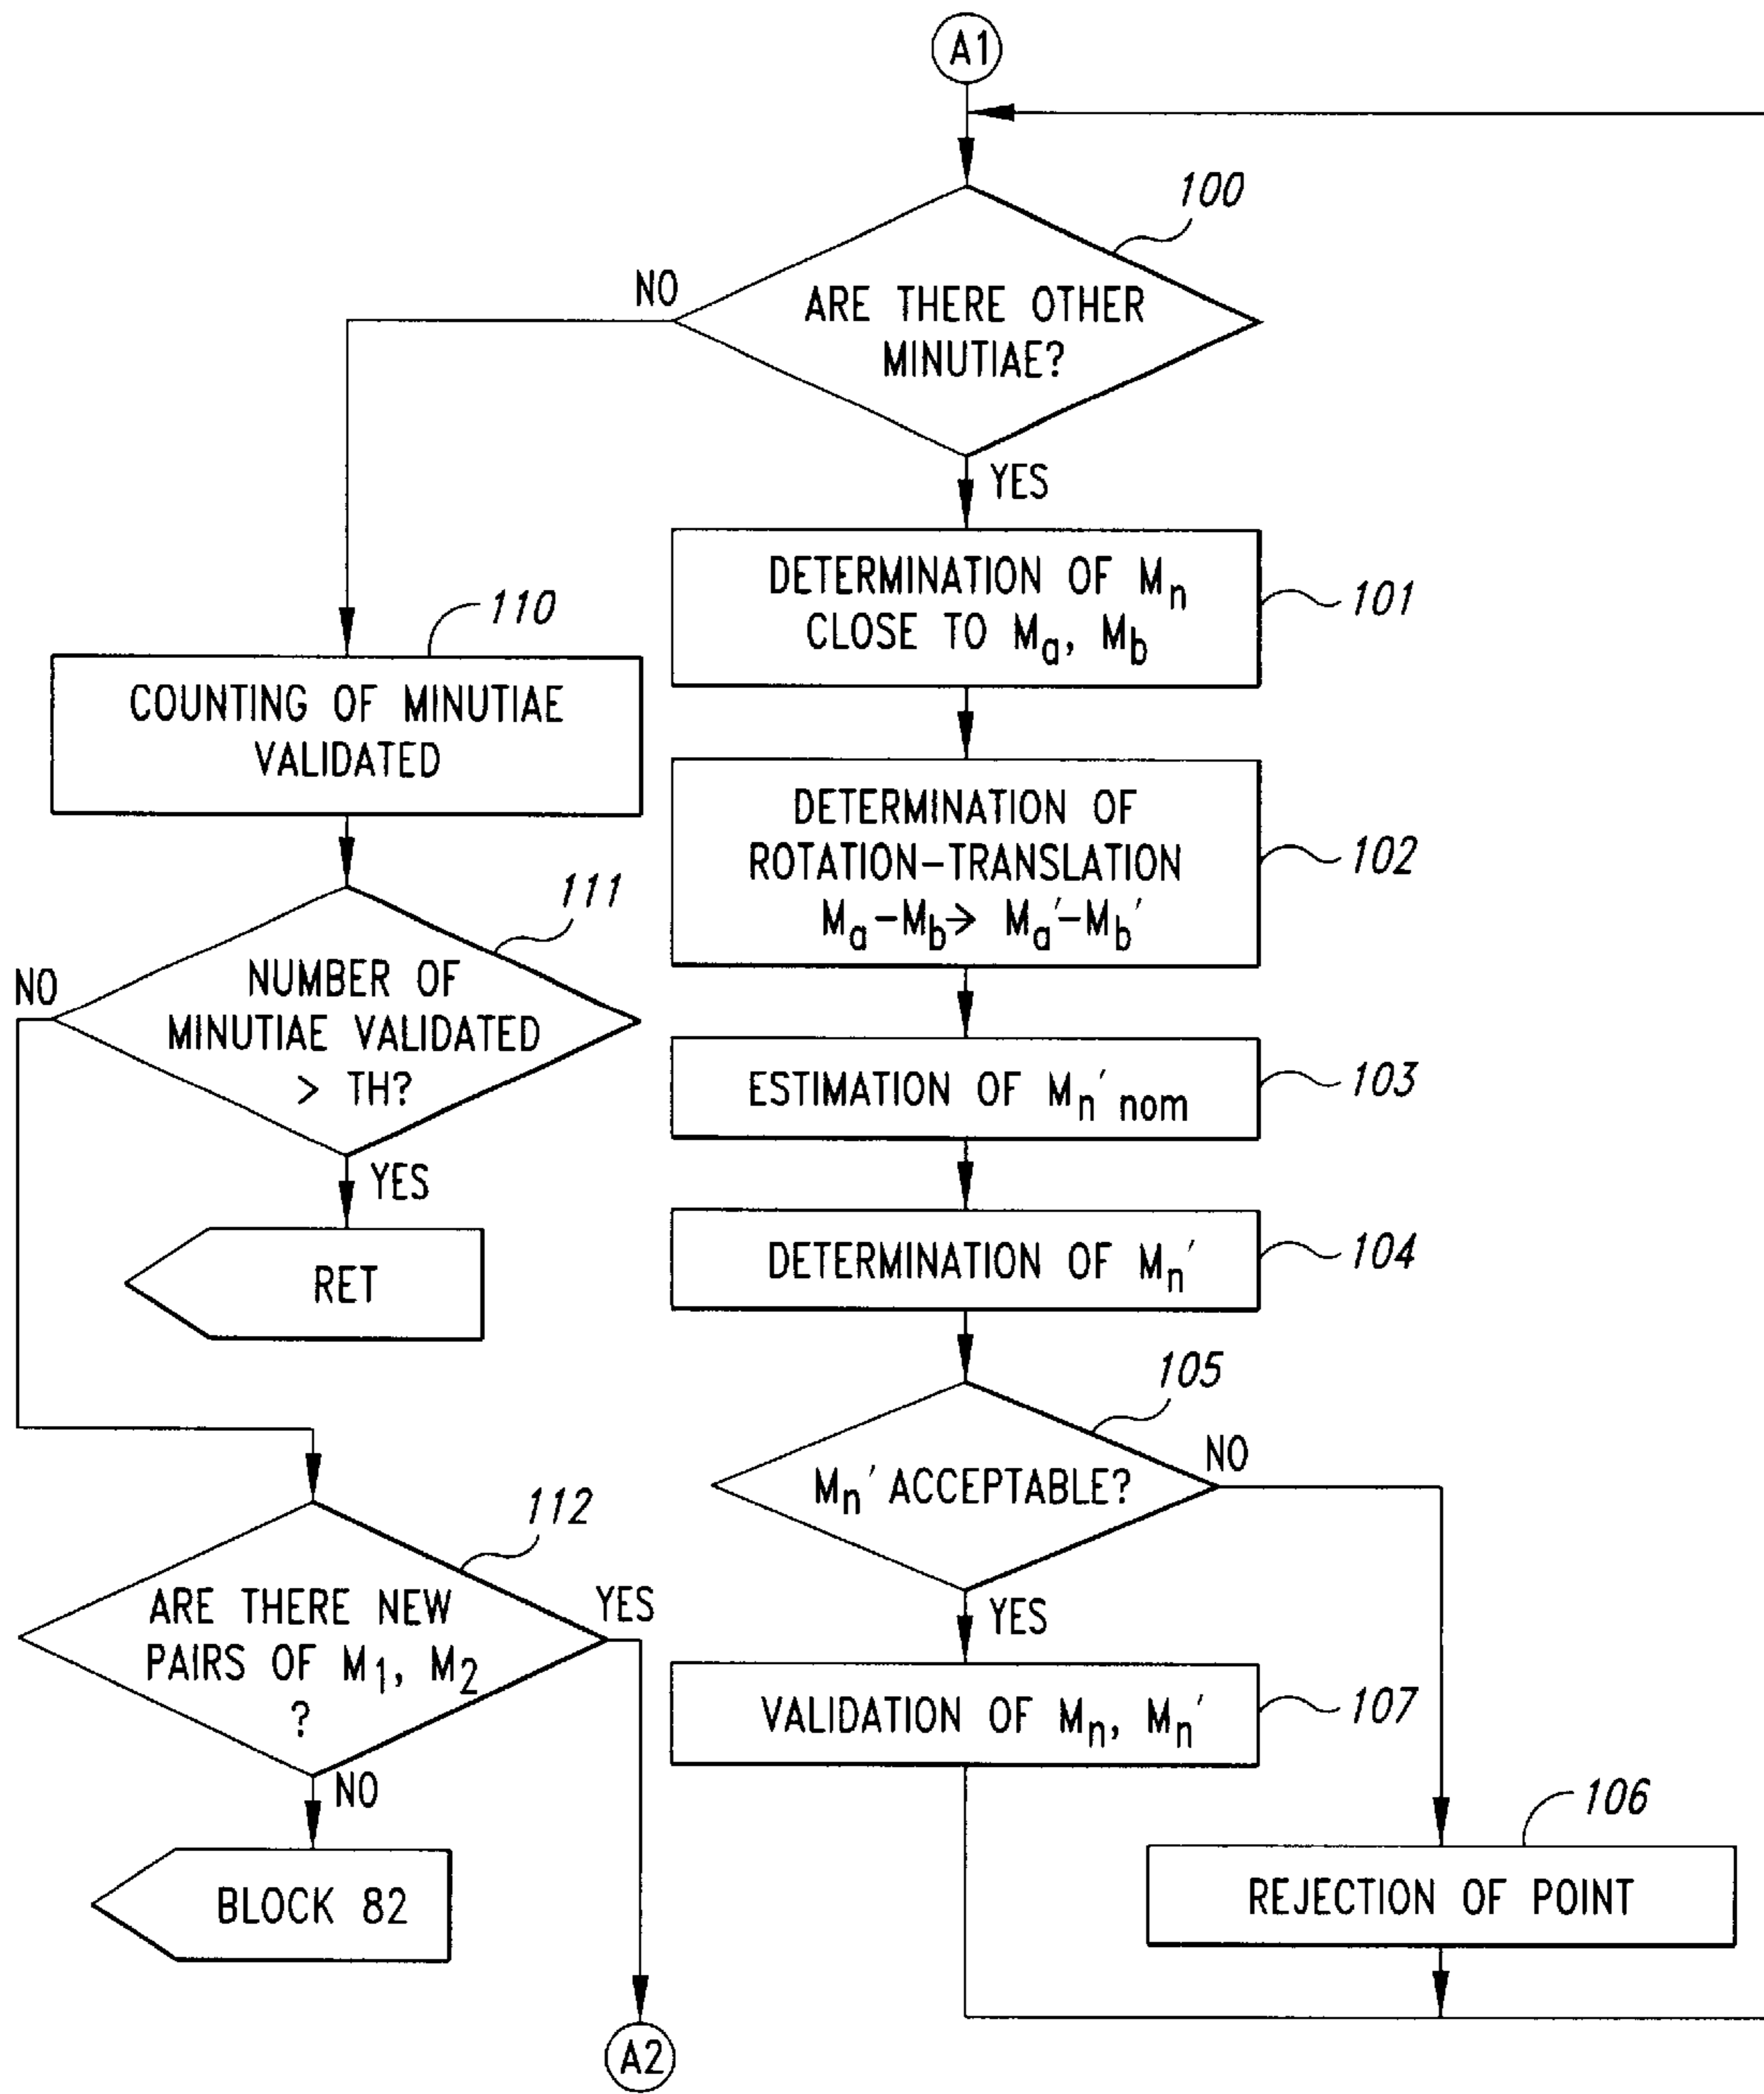 A1
100
NO
ARE THERE OTHER
MINUTIAE?
YES
DETERMINATION OF Mn
CLOSE TO Ma, Mb
101
110
COUNTING OF MINUTIAE
VALIDATED
DETERMINATION OF
ROTATION-TRANSLATION
Ma-Mb→ Ma'-Mb'
102
111
NO
NUMBER OF
MINUTIAE VALIDATED
> TH?
YES
RET
ESTIMATION OF Mn' nom
103
DETERMINATION OF Mn'
104
105
Mn' ACCEPTABLE?
NO
YES
112
ARE THERE NEW
PAIRS OF M1, M2
?
YES
NO
BLOCK 82
A2
VALIDATION OF Mn, Mn'
107
106
REJECTION OF POINT